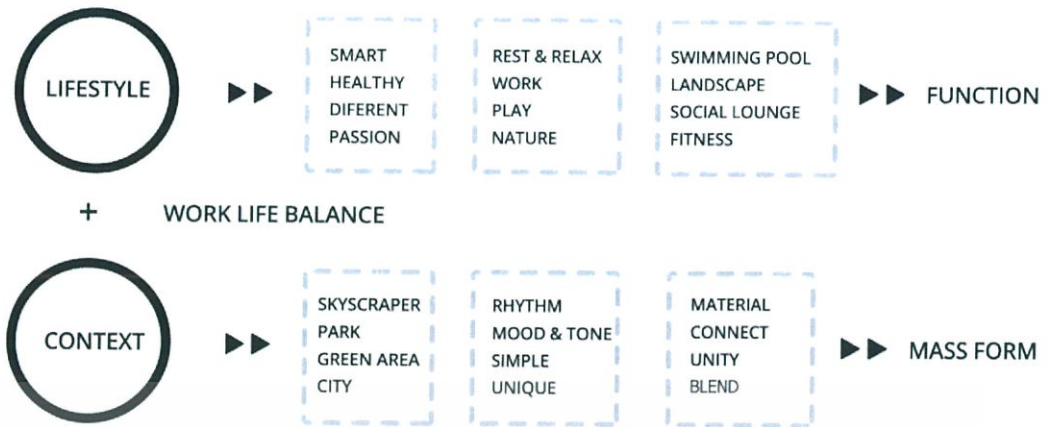 LIFESTYLE
SMART
HEALTHY
DIFERENT
PASSION
REST & RELAX
WORK
PLAY
NATURE
SWIMMING POOL
LANDSCAPE
SOCIAL LOUNGE
FITNESS
FUNCTION
+ WORK LIFE BALANCE
CONTEXT
SKYSCRAPER
PARK
GREEN AREA
CITY
RHYTHM
MOOD & TONE
SIMPLE
UNIQUE
MATERIAL
CONNECT
UNITY
BLEND
MASS FORM